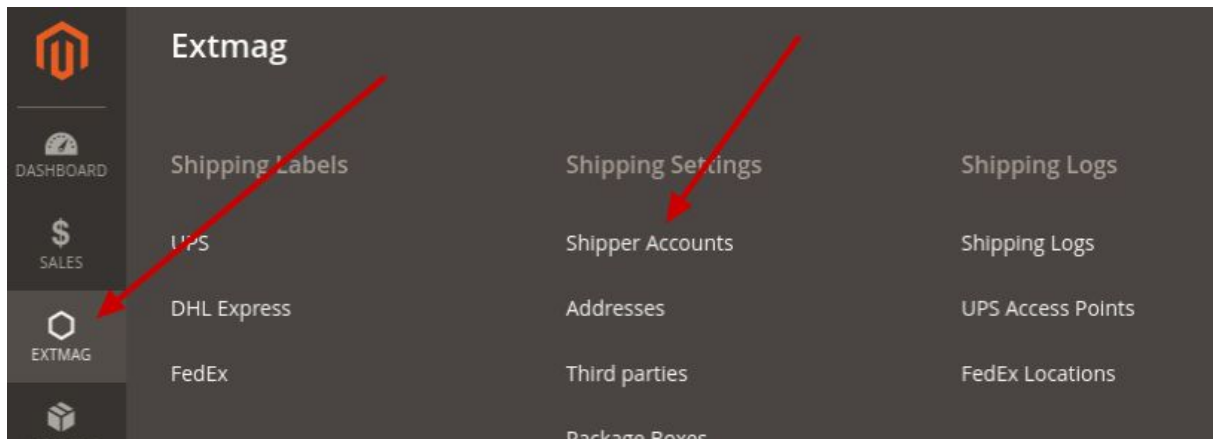 Extmag
DASHBOARD
SALES
EXTMAG
Shipping Labels
UPS
DHL Express
FedEx
Shipping Settings
Shipper Accounts
Addresses
Third parties
Package Boxes
Shipping Logs
Shipping Logs
UPS Access Points
FedEx Locations